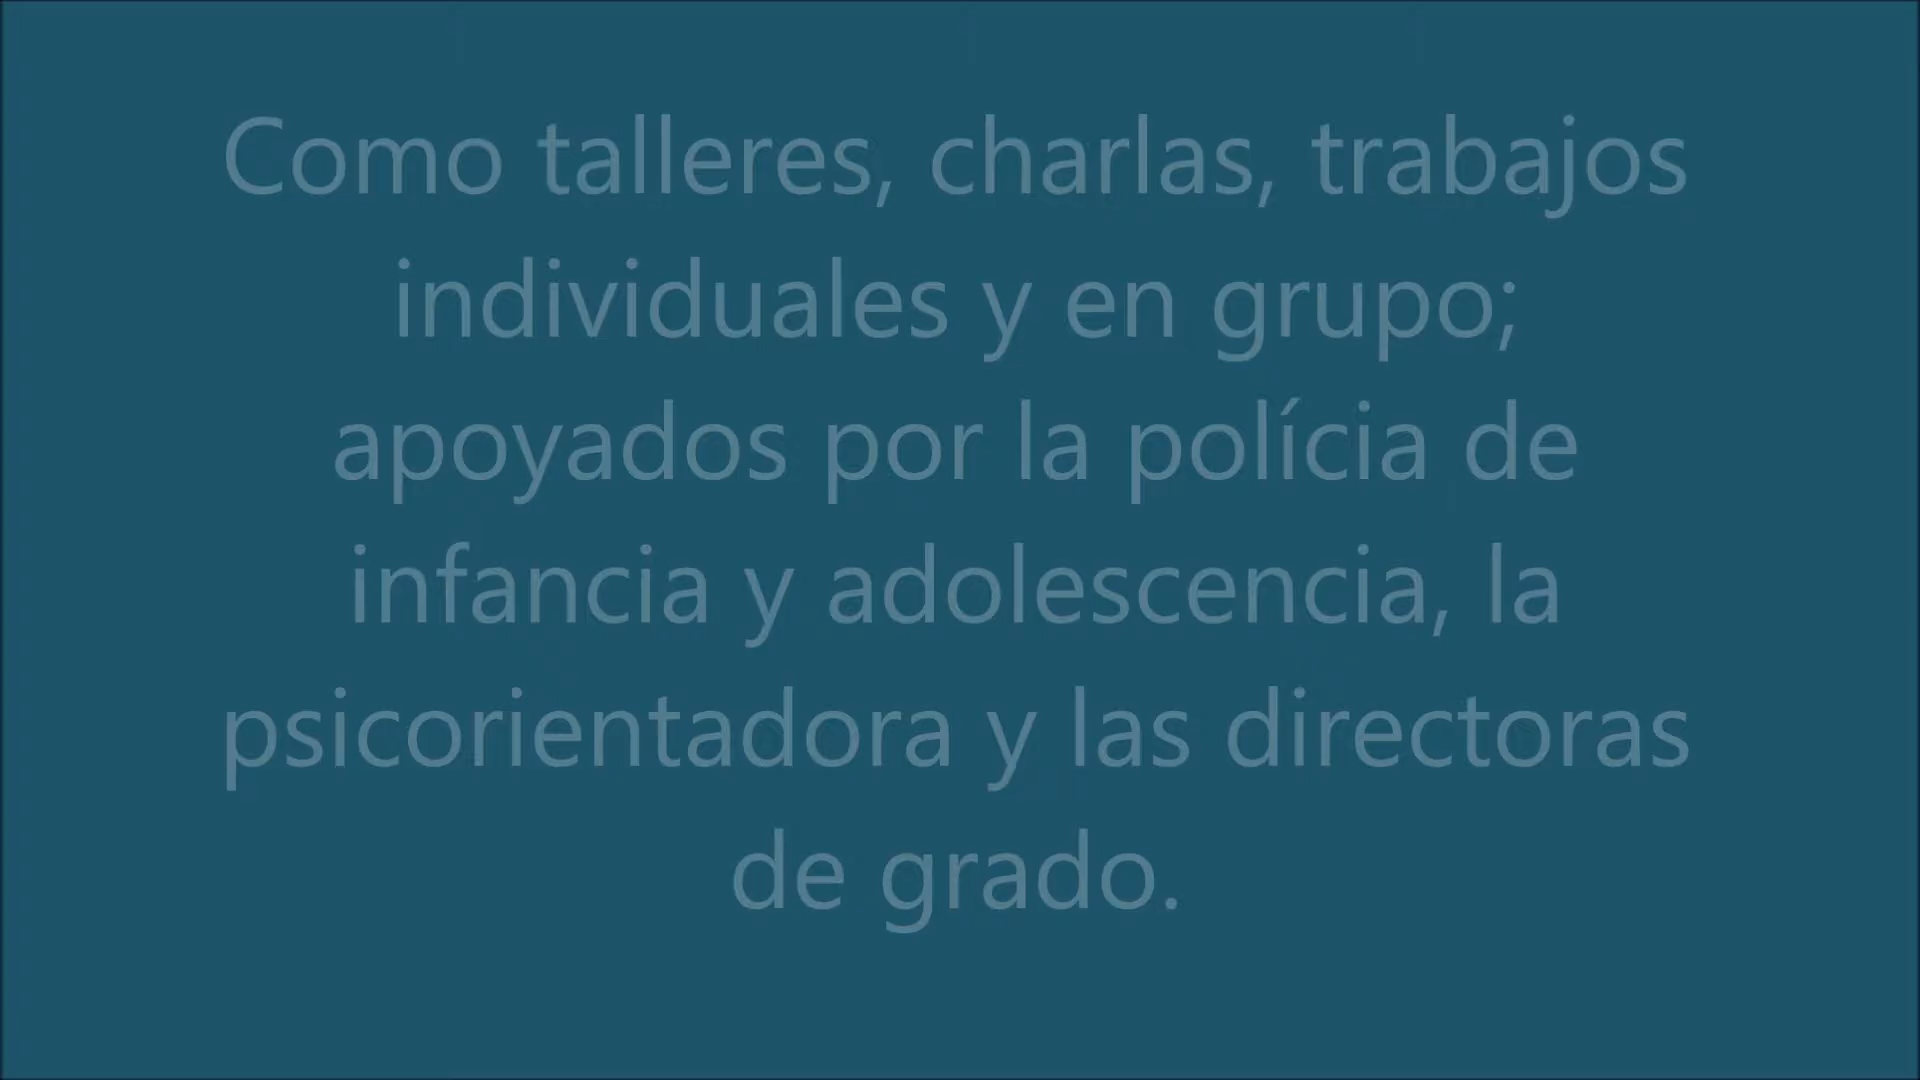 Como talleres, charlas, trabajos
individuales y en grupo;
apoyados por la polícia de
infancia y adolescencia, la
psicorientadora y las directoras
de grado.